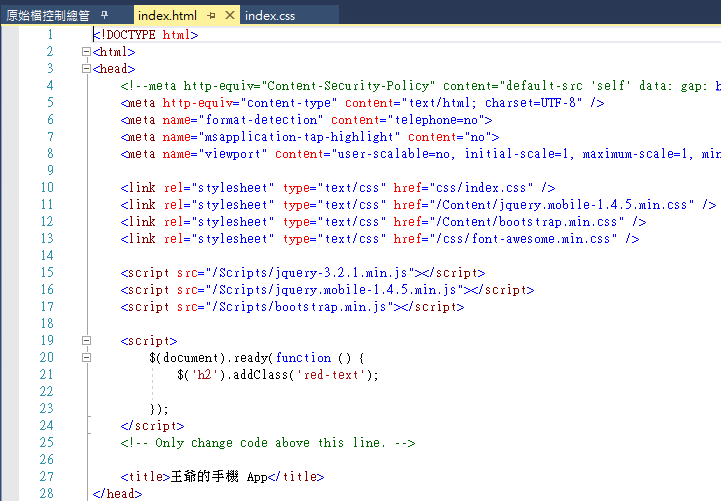 原始檔控制總管 index.html index.css
1 <!DOCTYPE html>
2 <html>
3 <head>
4 <!--meta http-equiv="Content-Security-Policy" content="default-src 'self' data: gap:
5 <meta http-equiv="content-type" content="text/html; charset=UTF-8" />
6 <meta name="format-detection" content="telephone=no">
7 <meta name="msapplication-tap-highlight" content="no">
8 <meta name="viewport" content="user-scalable=no, initial-scale=1, maximum-scale=1, min
9
10 <link rel="stylesheet" type="text/css" href="css/index.css" />
11 <link rel="stylesheet" type="text/css" href="/Content/jquery.mobile-1.4.5.min.css" />
12 <link rel="stylesheet" type="text/css" href="/Content/bootstrap.min.css" />
13 <link rel="stylesheet" type="text/css" href="/css/font-awesome.min.css" />
14
15 <script src="/Scripts/jquery-3.2.1.min.js"></script>
16 <script src="/Scripts/jquery.mobile-1.4.5.min.js"></script>
17 <script src="/Scripts/bootstrap.min.js"></script>
18
19 <script>
20 $(document).ready(function () {
21 $('h2').addClass('red-text');
22
23 });
24 </script>
25 <!-- Only change code above this line. -->
26
27 <title>王爺的手機 App</title>
28 </head>